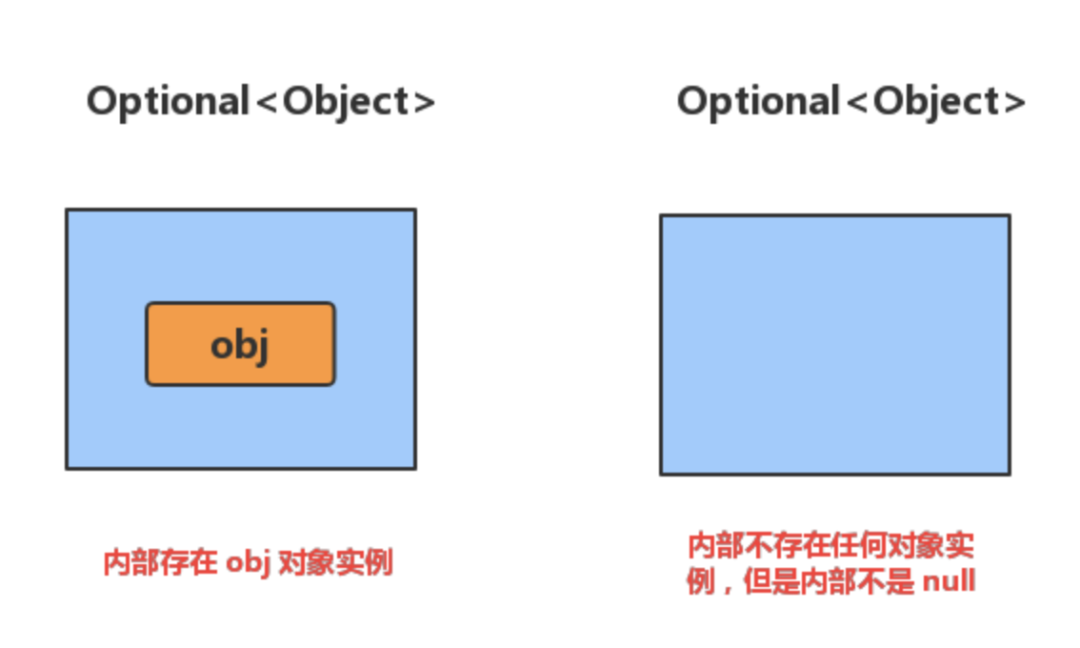 Optional<Object>
Optional<Object>
obj
内部存在 obj 对象实例
内部不存在任何对象实
例，但是内部不是 null